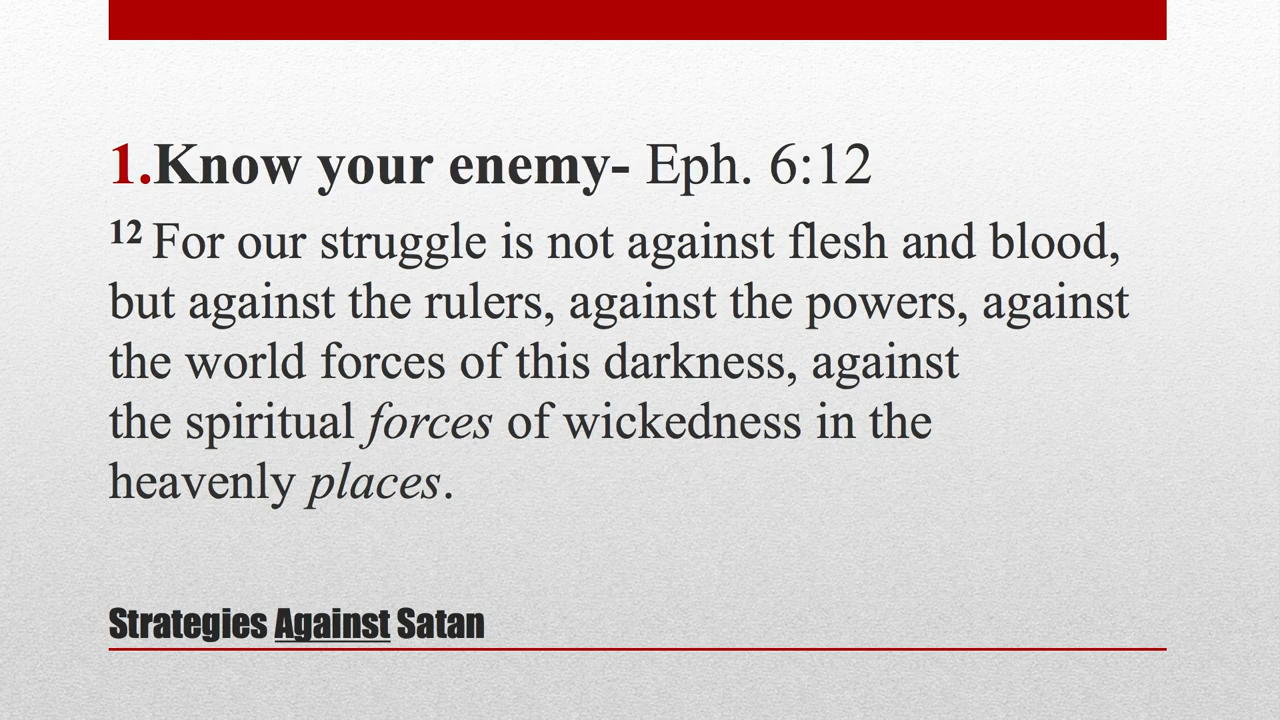 1.Know your enemy- Eph. 6:12
12 For our struggle is not against flesh and blood,
but against the rulers, against the powers, against
the world forces of this darkness, against
the spiritual forces of wickedness in the
heavenly places.
Strategies Against Satan